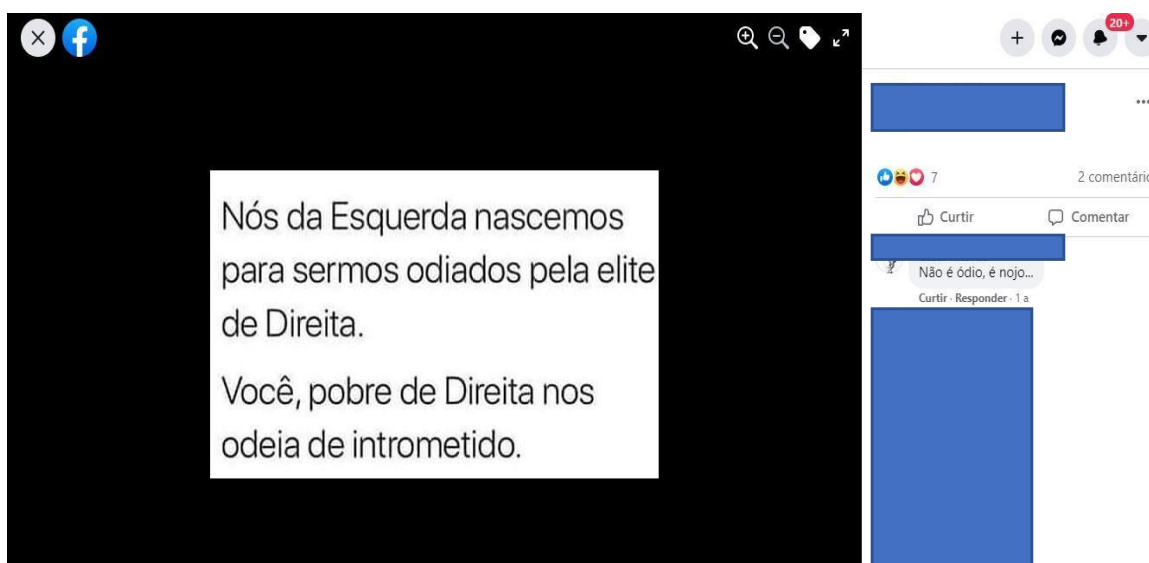 20+
Nós da Esquerda nascemos
para sermos odiados pela elite
de Direita.
Você, pobre de Direita nos
odeia de intrometido.
7 2 comentário
Curtir Comentar
Não é ódio, é nojo...
Curtir · Responder · 1 a